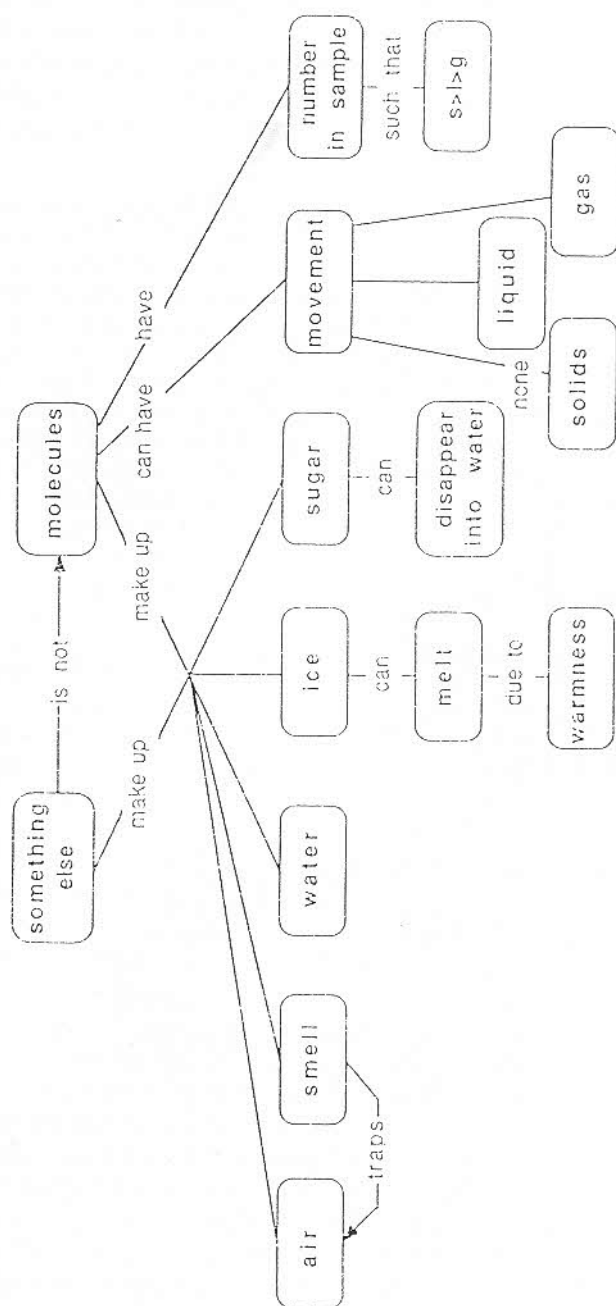 something
else
is not
molecules
make up
make up
can have
have
air
smell
water
ice
sugar
movement
number
in sample
traps
can
can
such that
melt
disappear
into water
s>l>g
due to
none
warmness
solids
liquid
gas